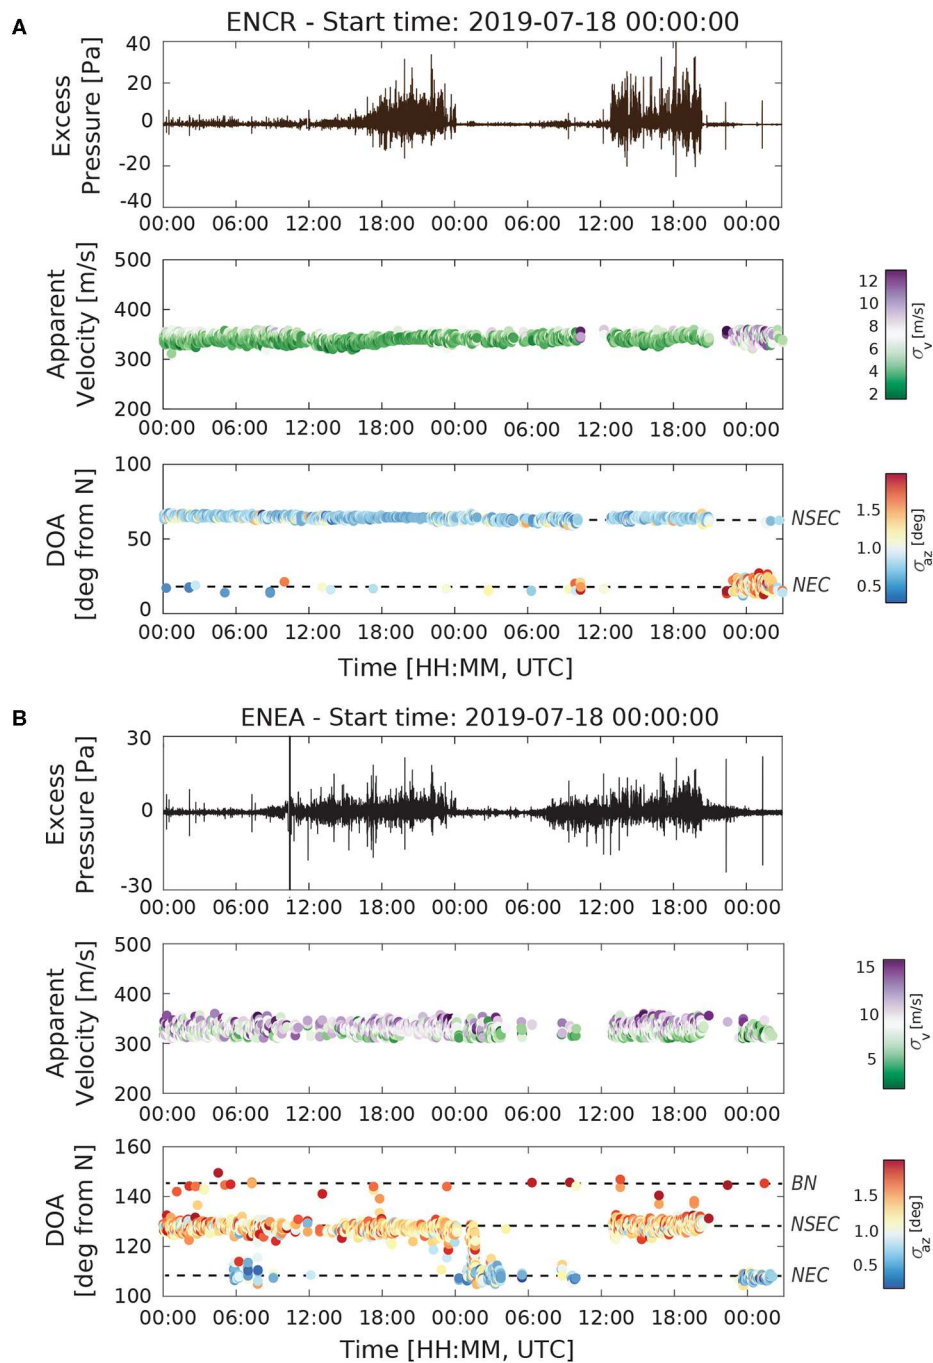 A
ENCR - Start time: 2019-07-18 00:00:00
Excess
Pressure [Pa]
40
20
0
-20
-40
00:00 06:00 12:00 18:00 00:00 06:00 12:00 18:00 00:00
Apparent
Velocity [m/s]
500
400
300
200
00:00 06:00 12:00 18:00 00:00 06:00 12:00 18:00 00:00
12
10
8
6
4
2
σv [m/s]
DOA
[deg from N]
100
50
0
NSEC
NEC
00:00 06:00 12:00 18:00 00:00 06:00 12:00 18:00 00:00
1.5
1.0
0.5
σaz [deg]
Time [HH:MM, UTC]
B
ENEA - Start time: 2019-07-18 00:00:00
Excess
Pressure [Pa]
30
0
-30
00:00 06:00 12:00 18:00 00:00 06:00 12:00 18:00 00:00
Apparent
Velocity [m/s]
500
400
300
200
00:00 06:00 12:00 18:00 00:00 06:00 12:00 18:00 00:00
15
10
5
σv [m/s]
DOA
[deg from N]
160
140
120
100
BN
NSEC
NEC
00:00 06:00 12:00 18:00 00:00 06:00 12:00 18:00 00:00
1.5
1.0
0.5
σaz [deg]
Time [HH:MM, UTC]